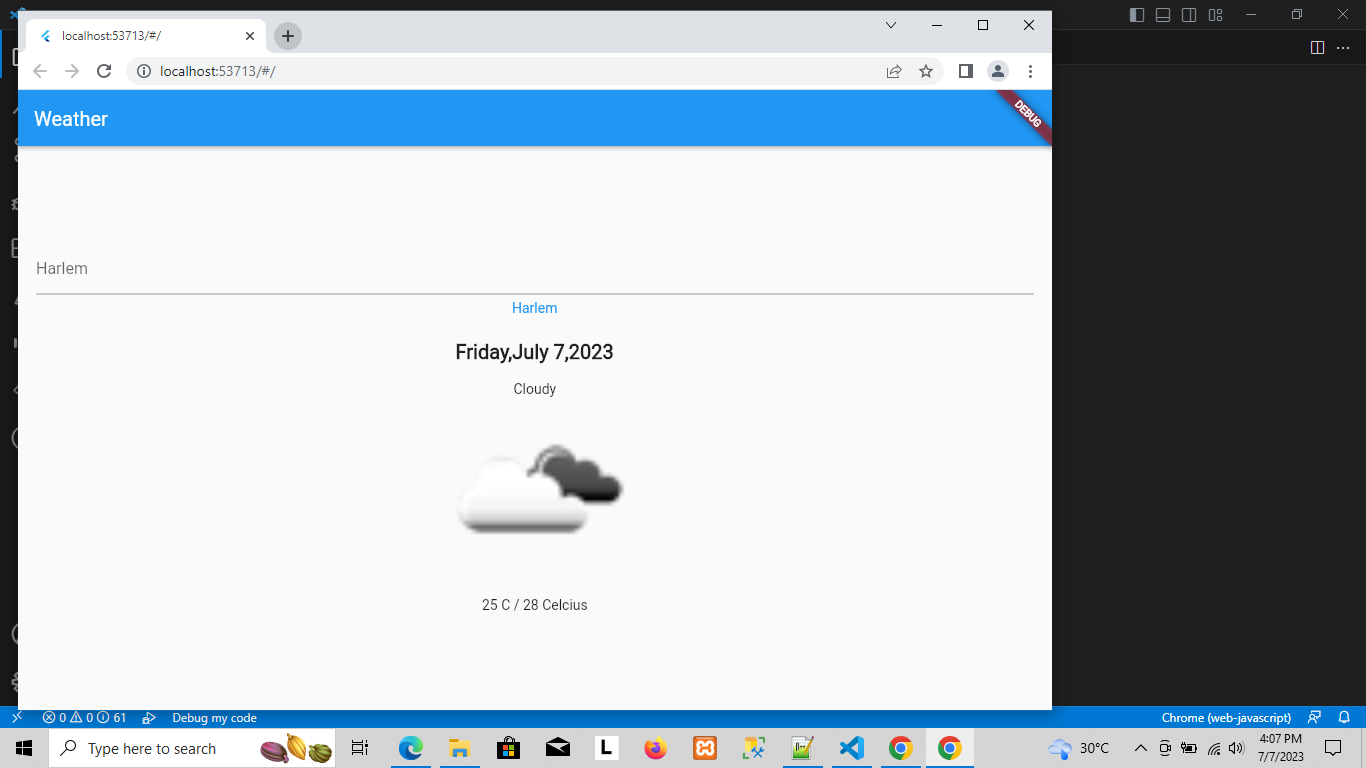 localhost:53713/#/
localhost:53713/#/
Weather
DEBUG
Harlem
Harlem
Friday,July 7,2023
Cloudy
25 C / 28 Celcius
0 0 61 Debug my code
Chrome (web-javascript)
Type here to search
L
30°C
4:07 PM
7/7/2023